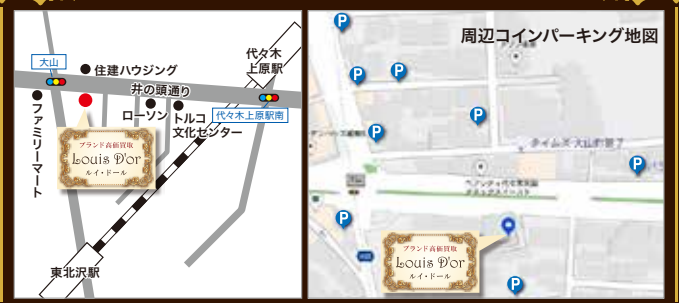 大山
住建ハウジング
代々木
上原駅
井の頭通り
ファミリーマート
ローソン
トルコ
文化センター
代々木上原駅南
ブランド高価買取
Louis D'or
ルイ・ドール
東北沢駅
周辺コインパーキング地図
P
P
P
P
P
P
P
P
ブランド高価買取
Louis D'or
ルイ・ドール